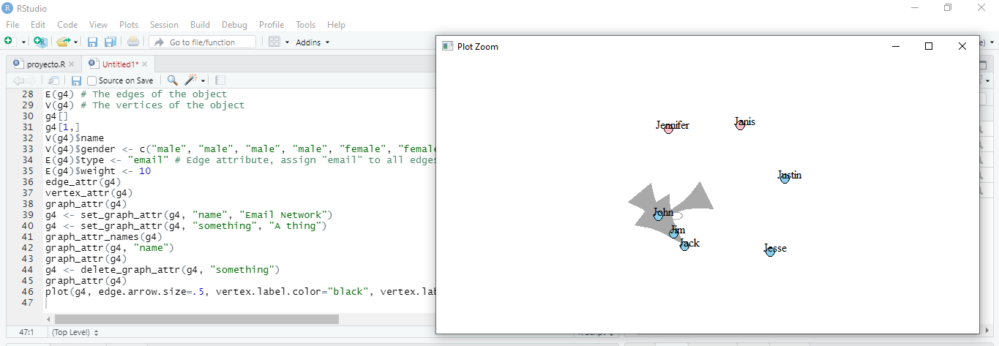 RStudio
File Edit Code View Plots Session Build Debug Profile Tools Help
Go to file/function Addins
proyecto.R Untitled1*
Source on Save
28 E(g4) # The edges of the object
29 V(g4) # The vertices of the object
30 g4[]
31 g4[1,]
32 V(g4)$name
33 V(g4)$gender <- c("male", "male", "male", "male", "female", "female
34 E(g4)$type <- "email" # Edge attribute, assign "email" to all edges
35 E(g4)$weight <- 10
36 edge_attr(g4)
37 vertex_attr(g4)
38 graph_attr(g4)
39 g4 <- set_graph_attr(g4, "name", "Email Network")
40 g4 <- set_graph_attr(g4, "something", "A thing")
41 graph_attr_names(g4)
42 graph_attr(g4, "name")
43 graph_attr(g4)
44 g4 <- delete_graph_attr(g4, "something")
45 graph_attr(g4)
46 plot(g4, edge.arrow.size=.5, vertex.label.color="black", vertex.lab
47
47:1 (Top Level)
Plot Zoom
Jennifer
Janis
Justin
John
Jim
Jack
Jesse